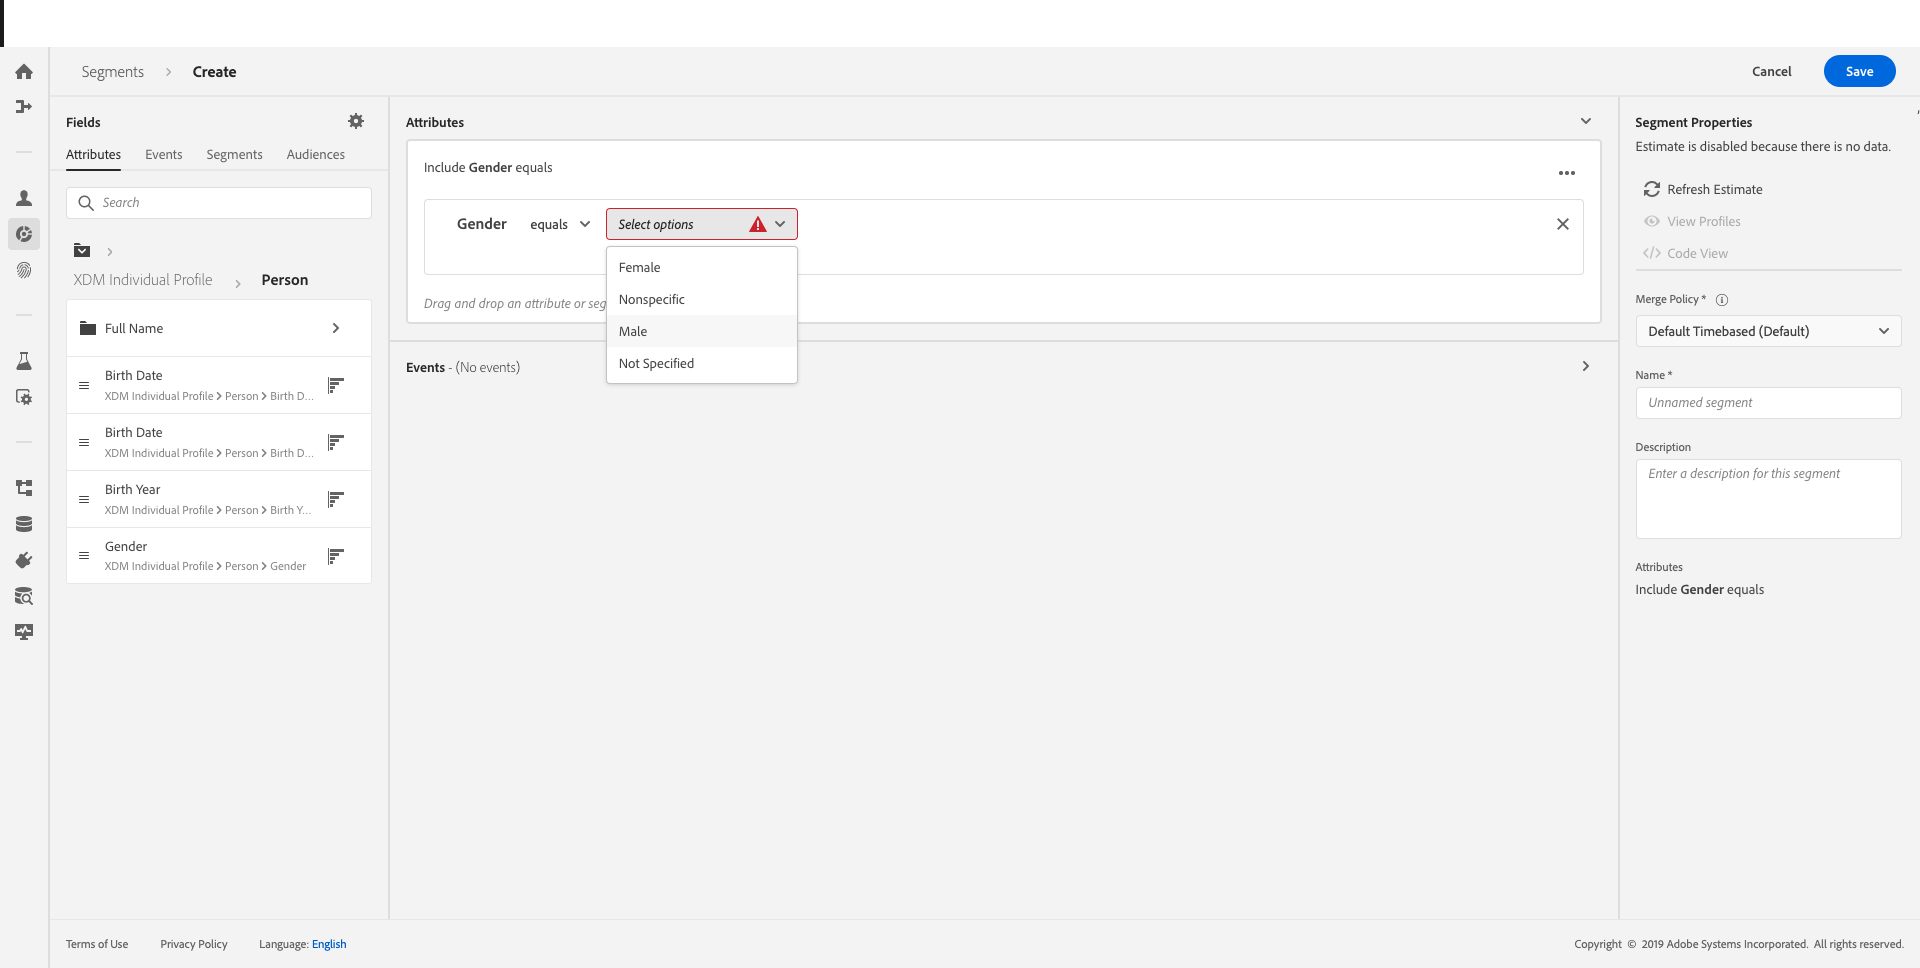 Segments > Create
Cancel
Save
Fields
Attributes
Events
Segments
Audiences
Search
XDM Individual Profile > Person
Full Name
Birth Date
XDM Individual Profile > Person > Birth D...
Birth Date
XDM Individual Profile > Person > Birth D...
Birth Year
XDM Individual Profile > Person > Birth Y...
Gender
XDM Individual Profile > Person > Gender
Attributes
Include Gender equals
Gender
equals
Select options
Female
Nonspecific
Male
Not Specified
Drag and drop an attribute or seg
Events - (No events)
Segment Properties
Estimate is disabled because there is no data.
Refresh Estimate
View Profiles
</> Code View
Merge Policy *
Default Timebased (Default)
Name *
Unnamed segment
Description
Enter a description for this segment
Attributes
Include Gender equals
Terms of Use
Privacy Policy
Language: English
Copyright © 2019 Adobe Systems Incorporated. All rights reserved.